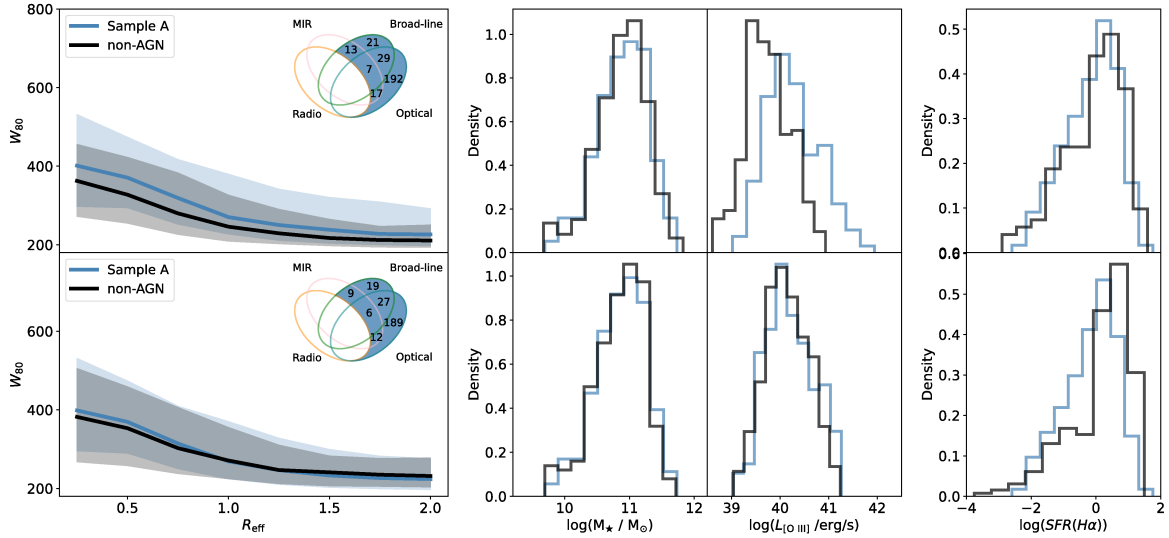 800
600
400
200
W80
Sample A
non-AGN
MIR
Broad-line
21
13
29
7
192
17
Radio
Optical
1.0
0.8
0.6
0.4
0.2
0.0
Density
Density
0.5
0.4
0.3
0.2
0.1
Density
600
400
200
W80
0.5
1.0
1.5
2.0
Reff
Sample A
non-AGN
MIR
Broad-line
19
9
27
6
189
12
Radio
Optical
1.0
0.8
0.6
0.4
0.2
0.0
Density
10
11
12
log(M★ / M⊙)
Density
39
40
41
42
log(L[O III] /erg/s)
0.5
0.4
0.3
0.2
0.1
0.0
Density
−4
−2
0
2
log(SFR(Hα))